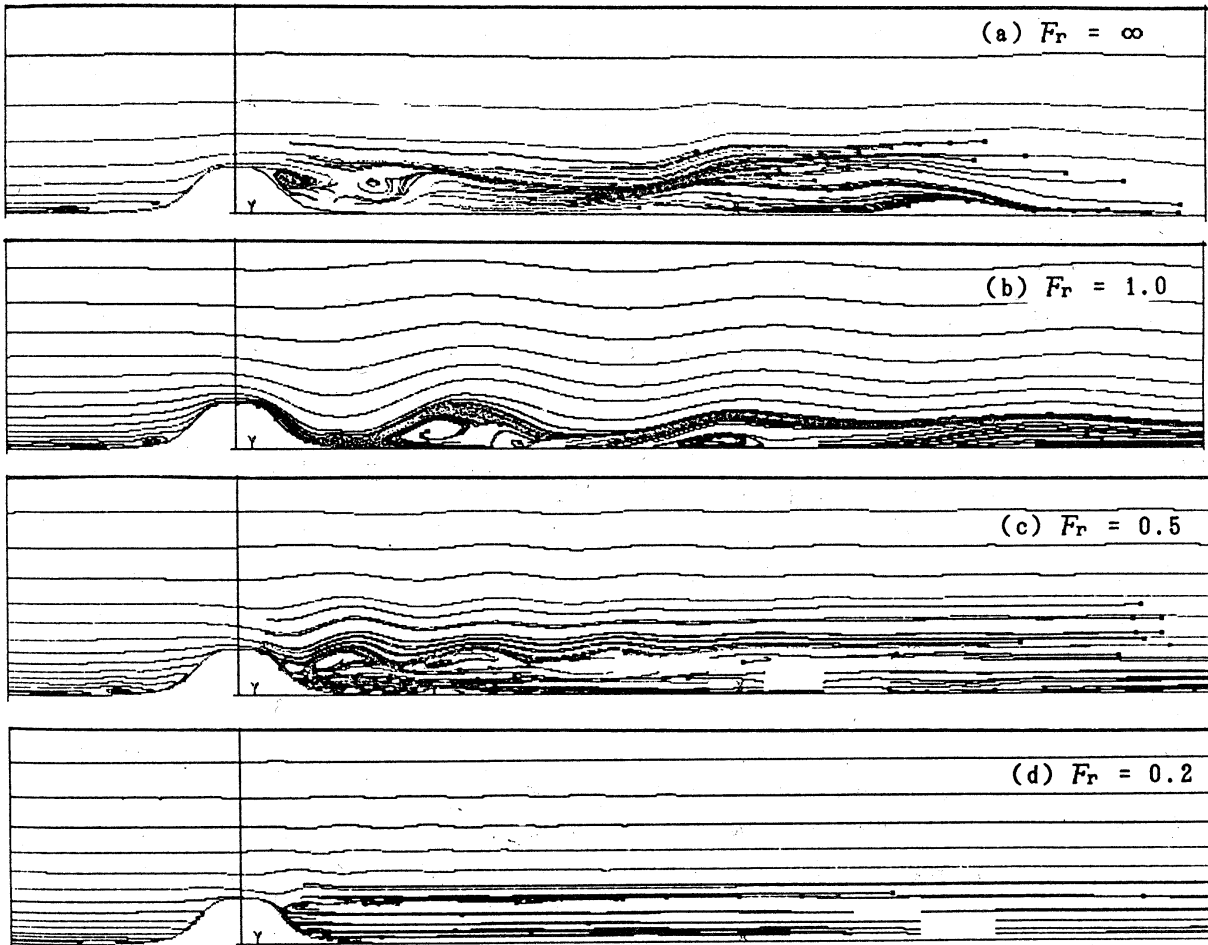 (a) Fr = ∞
Y
(b) Fr = 1.0
Y
(c) Fr = 0.5
Y
(d) Fr = 0.2
Y